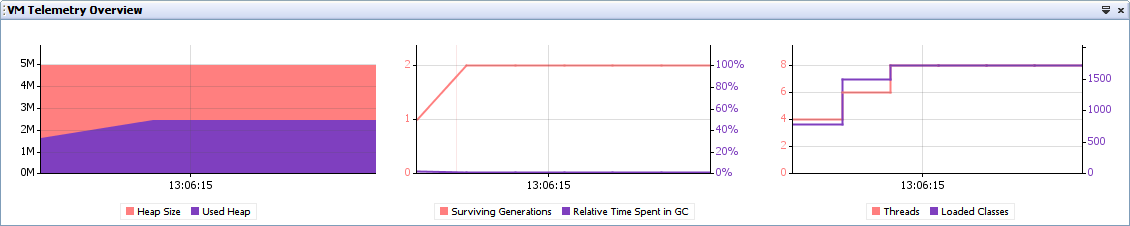 VM Telemetry Overview
5M
4M
3M
2M
1M
0M
13:06:15
Heap Size
Used Heap
2
1
0
100%
80%
60%
40%
20%
0%
13:06:15
Surviving Generations
Relative Time Spent in GC
8
6
4
2
0
1500
1000
500
0
13:06:15
Threads
Loaded Classes